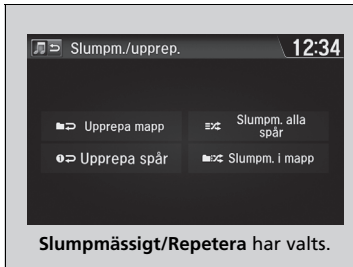 Slumpm./upprep.
12:34
Upprepa mapp
Slumpm. alla
spår
Upprepa spår
Slumpm. i mapp
Slumpmässigt/Repetera har valts.